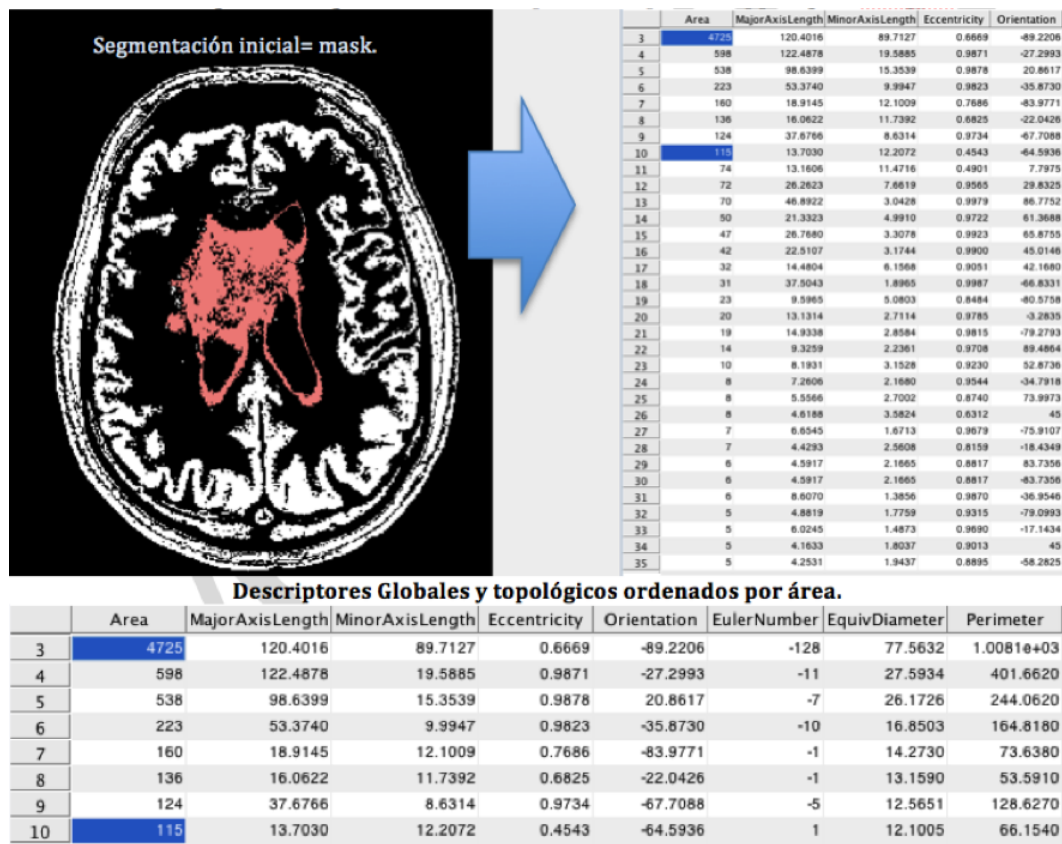 Segmentación inicial= mask.
Area MajorAxisLength MinorAxisLength Eccentricity Orientation
3 4725 120.4016 89.7127 0.6669 -89.2206
4 598 122.4878 19.5885 0.9871 -27.2993
5 538 98.6399 15.3539 0.9878 20.8617
6 223 53.3740 9.9947 0.9823 -35.8730
7 160 18.9145 12.1009 0.7686 -83.9771
8 136 16.0622 11.7392 0.6825 -22.0426
9 124 37.6766 8.6314 0.9734 -67.7088
10 115 13.7030 12.2072 0.4543 -64.5936
11 74 13.1606 11.4716 0.4901 7.7975
12 72 26.2623 7.6619 0.9565 29.8325
13 70 46.8922 3.0428 0.9979 86.7752
14 50 21.3323 4.9910 0.9722 61.3688
15 47 26.7680 3.3078 0.9923 65.8755
16 42 22.5107 3.1744 0.9900 45.0146
17 32 14.4804 6.1568 0.9051 42.1680
18 31 37.5043 1.8965 0.9987 -66.8331
19 23 9.5965 5.0803 0.8484 -80.5758
20 20 13.1314 2.7114 0.9785 -3.2835
21 19 14.9338 2.8584 0.9815 -79.2793
22 14 9.3259 2.2361 0.9708 89.4864
23 10 8.1931 3.1528 0.9230 52.8736
24 8 7.2606 2.1680 0.9544 -34.7918
25 8 5.5566 2.7002 0.8740 73.9973
26 8 4.6188 3.5824 0.6312 45
27 7 6.6545 1.6713 0.9679 -75.9107
28 7 4.4293 2.5608 0.8159 -18.4349
29 6 4.5917 2.1665 0.8817 83.7356
30 6 4.5917 2.1665 0.8817 -83.7356
31 6 8.6070 1.3856 0.9870 -36.9546
32 5 4.8819 1.7759 0.9315 -79.0993
33 5 6.0245 1.4873 0.9690 -17.1434
34 5 4.1633 1.8037 0.9013 45
35 5 4.2531 1.9437 0.8895 -58.2825
Descriptores Globales y topológicos ordenados por área.
Area MajorAxisLength MinorAxisLength Eccentricity Orientation EulerNumber EquivDiameter Perimeter
3 4725 120.4016 89.7127 0.6669 -89.2206 -128 77.5632 1.0081e+03
4 598 122.4878 19.5885 0.9871 -27.2993 -11 27.5934 401.6620
5 538 98.6399 15.3539 0.9878 20.8617 -7 26.1726 244.0620
6 223 53.3740 9.9947 0.9823 -35.8730 -10 16.8503 164.8180
7 160 18.9145 12.1009 0.7686 -83.9771 -1 14.2730 73.6380
8 136 16.0622 11.7392 0.6825 -22.0426 -1 13.1590 53.5910
9 124 37.6766 8.6314 0.9734 -67.7088 -5 12.5651 128.6270
10 115 13.7030 12.2072 0.4543 -64.5936 1 12.1005 66.1540